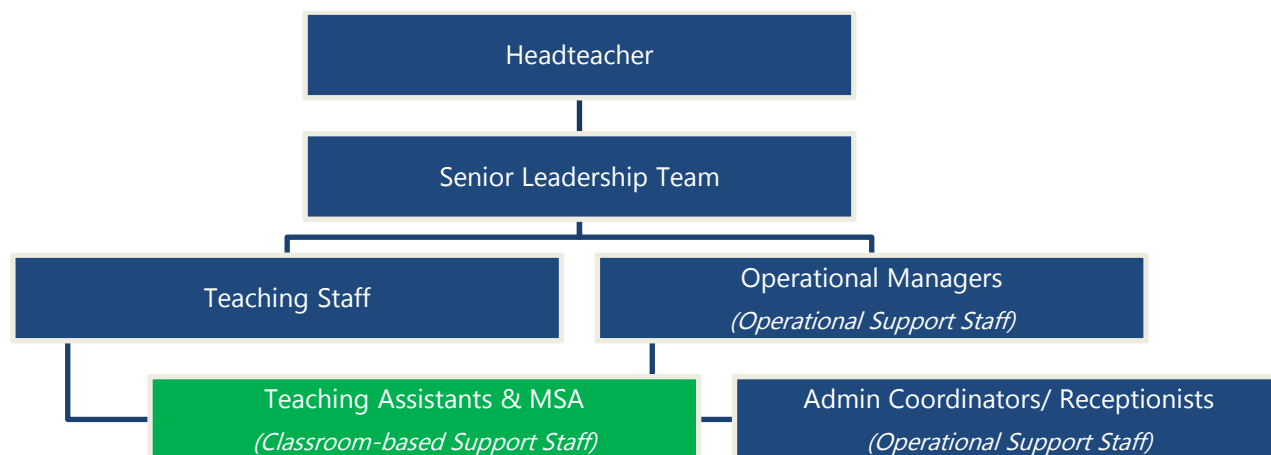 Headteacher
Senior Leadership Team
Teaching Staff
Operational Managers
(Operational Support Staff)
Teaching Assistants & MSA
(Classroom-based Support Staff)
Admin Coordinators/ Receptionists
(Operational Support Staff)